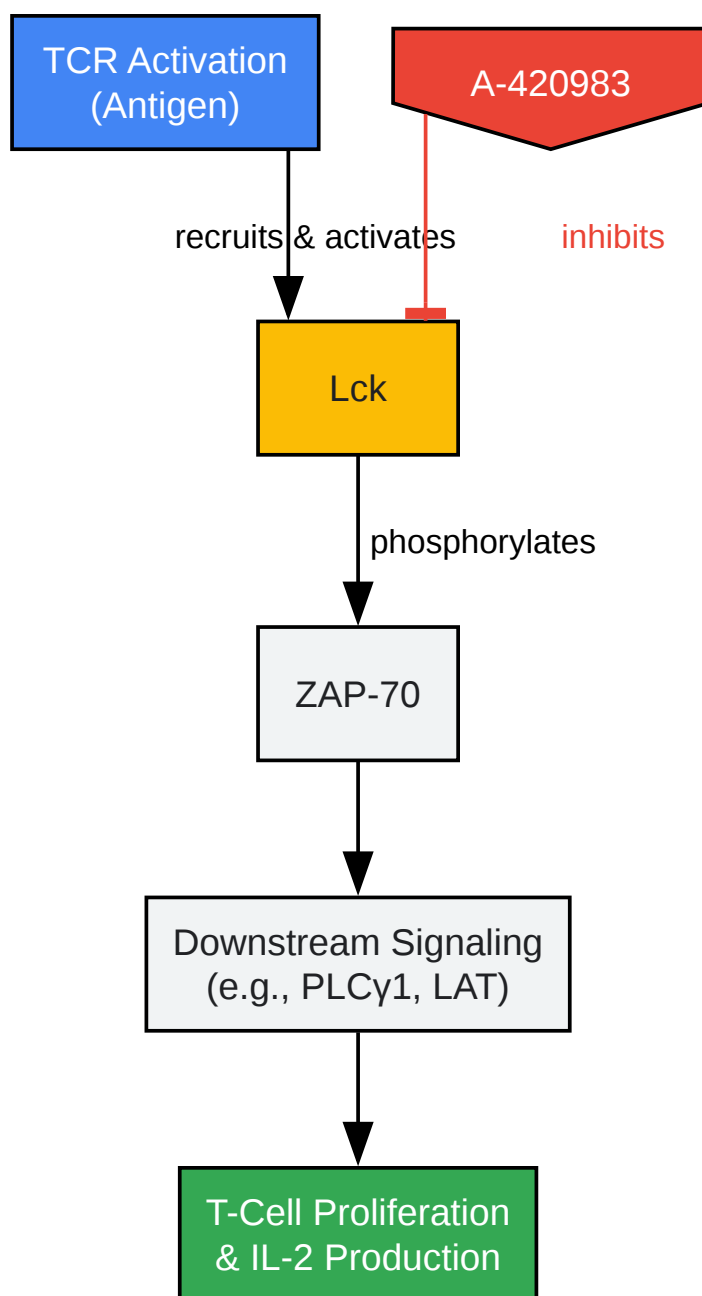 TCR Activation
(Antigen)
A-420983
recruits & activates
inhibits
Lck
phosphorylates
ZAP-70
Downstream Signaling
(e.g., PLCγ1, LAT)
T-Cell Proliferation
& IL-2 Production